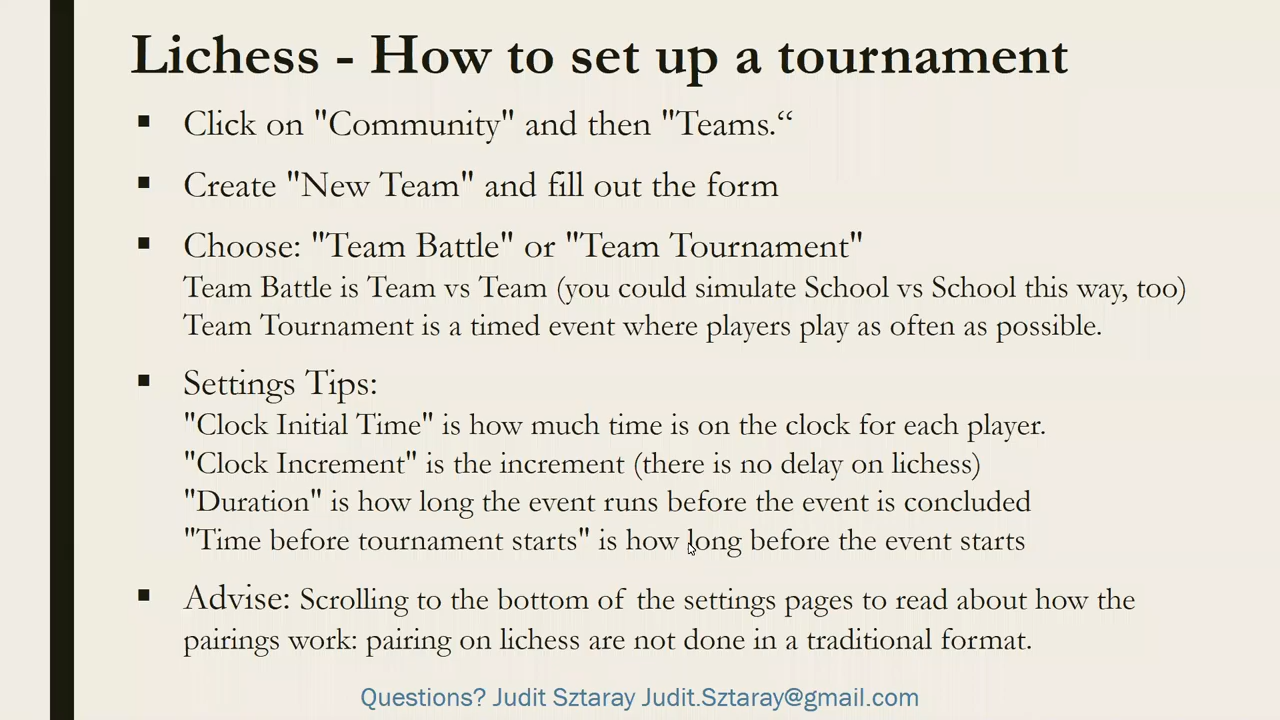 Lichess - How to set up a tournament
▪ Click on "Community" and then "Teams.“
▪ Create "New Team" and fill out the form
▪ Choose: "Team Battle" or "Team Tournament"
Team Battle is Team vs Team (you could simulate School vs School this way, too)
Team Tournament is a timed event where players play as often as possible.
▪ Settings Tips:
"Clock Initial Time" is how much time is on the clock for each player.
"Clock Increment" is the increment (there is no delay on lichess)
"Duration" is how long the event runs before the event is concluded
"Time before tournament starts" is how long before the event starts
▪ Advise: Scrolling to the bottom of the settings pages to read about how the
pairings work: pairing on lichess are not done in a traditional format.
Questions? Judit Sztaray Judit.Sztaray@gmail.com